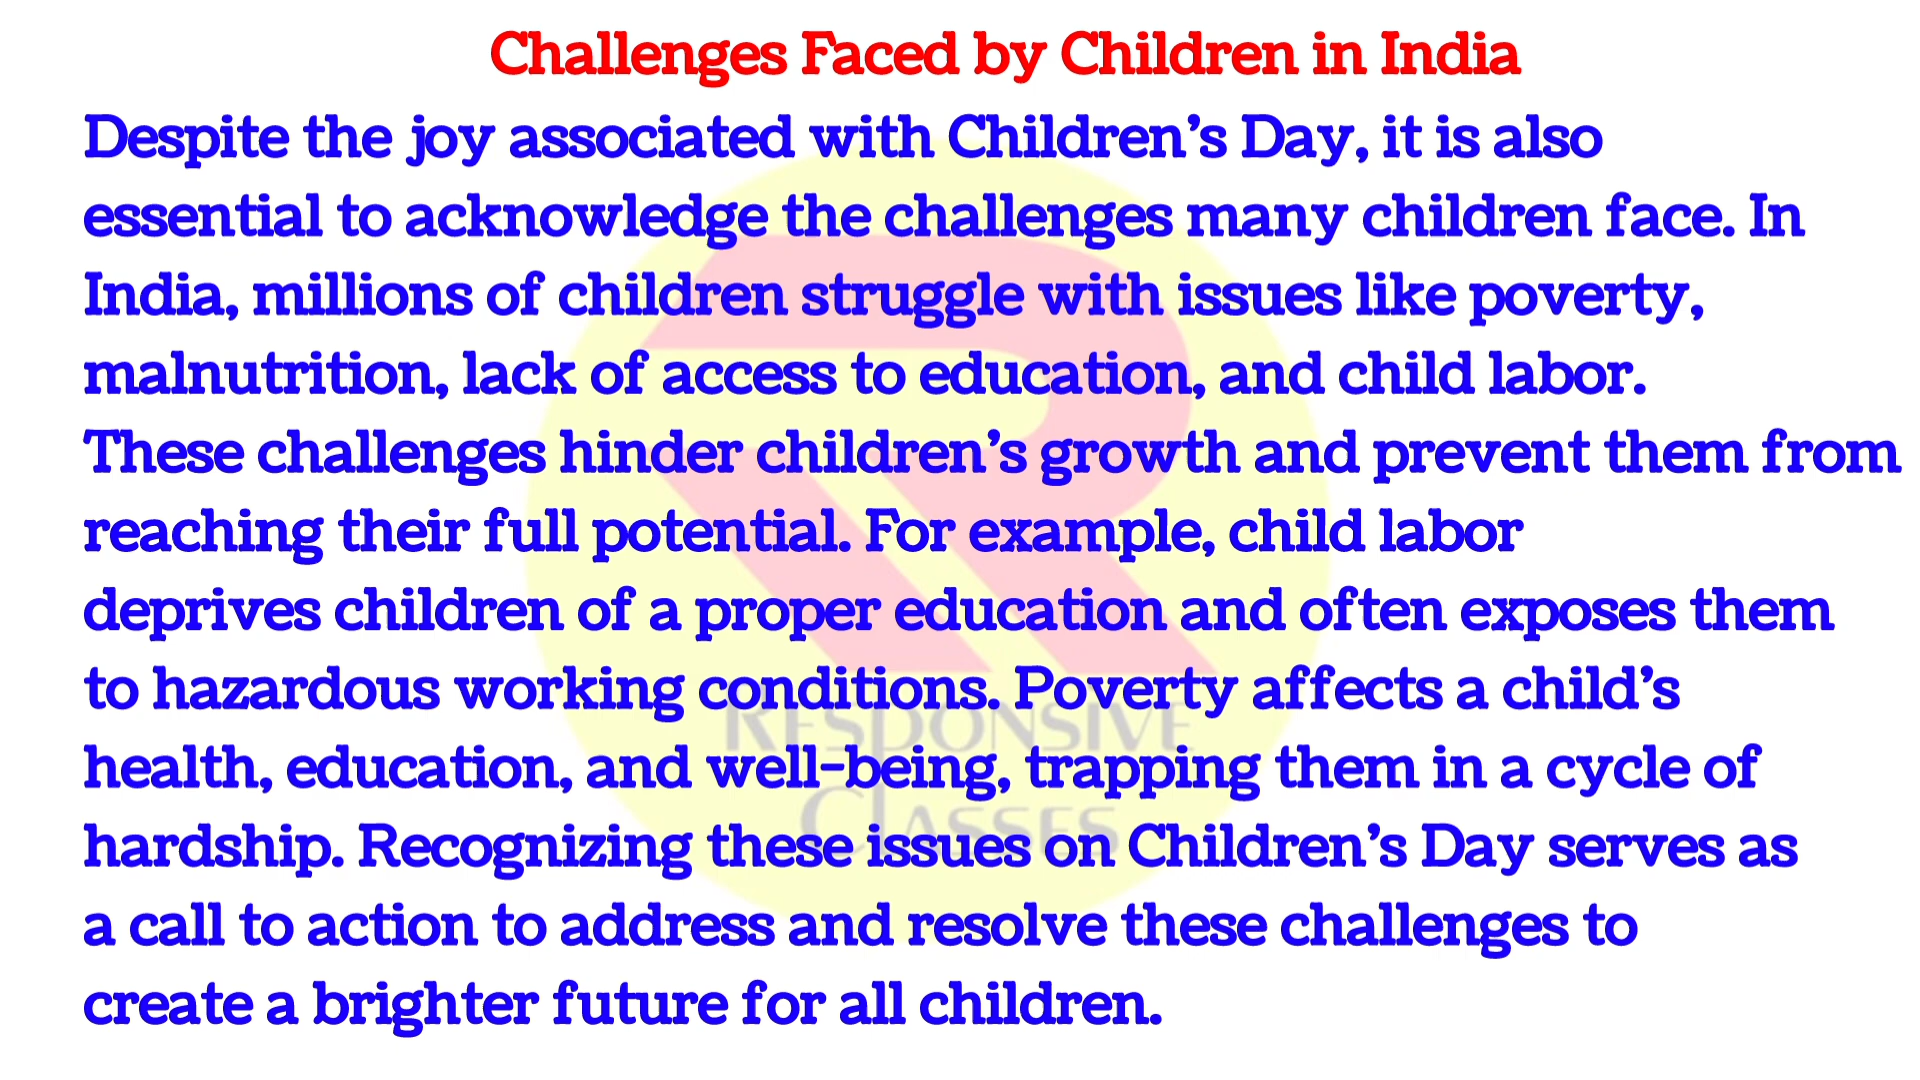 Challenges Faced by Children in India
Despite the joy associated with Children’s Day, it is also
essential to acknowledge the challenges many children face. In
India, millions of children struggle with issues like poverty,
malnutrition, lack of access to education, and child labor.
These challenges hinder children’s growth and prevent them from
reaching their full potential. For example, child labor
deprives children of a proper education and often exposes them
to hazardous working conditions. Poverty affects a child’s
health, education, and well-being, trapping them in a cycle of
hardship. Recognizing these issues on Children’s Day serves as
a call to action to address and resolve these challenges to
create a brighter future for all children.
Responsive
Classes